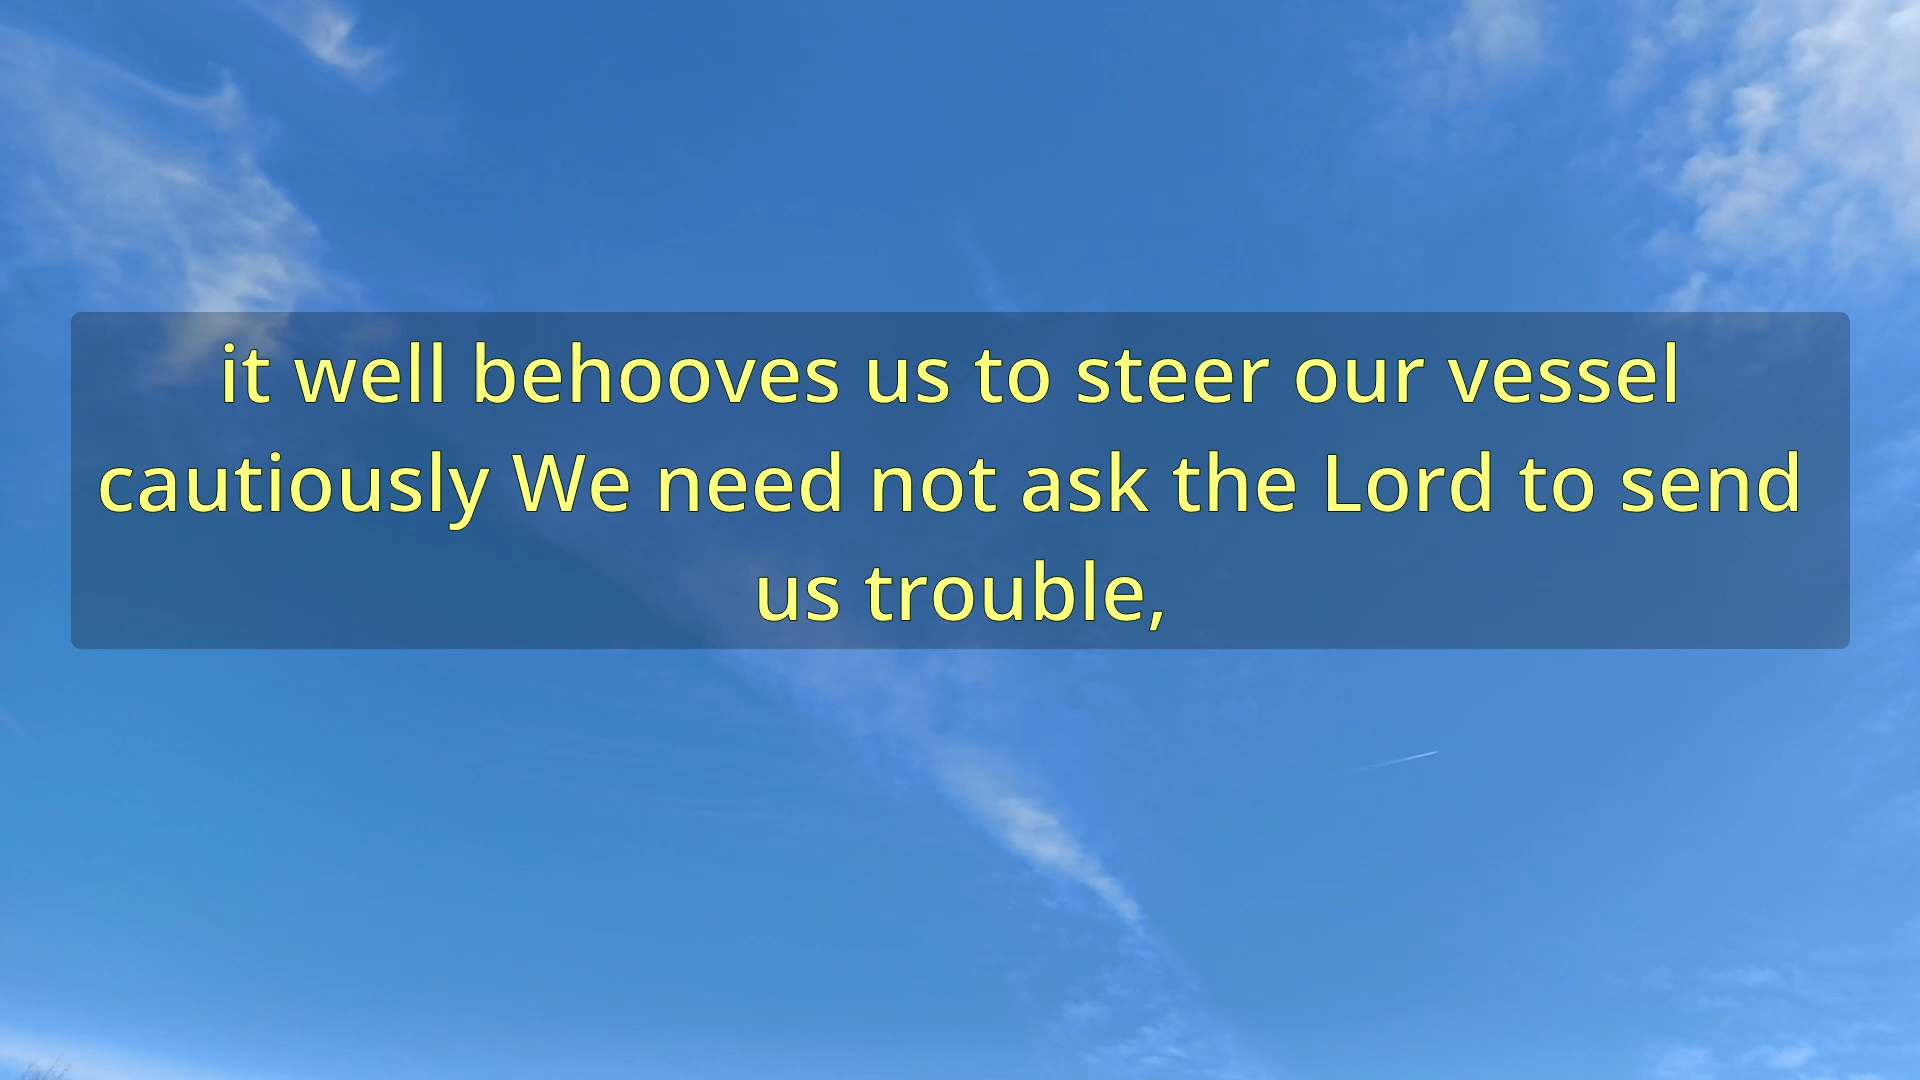 it well behooves us to steer our vessel
cautiously We need not ask the Lord to send
us trouble,